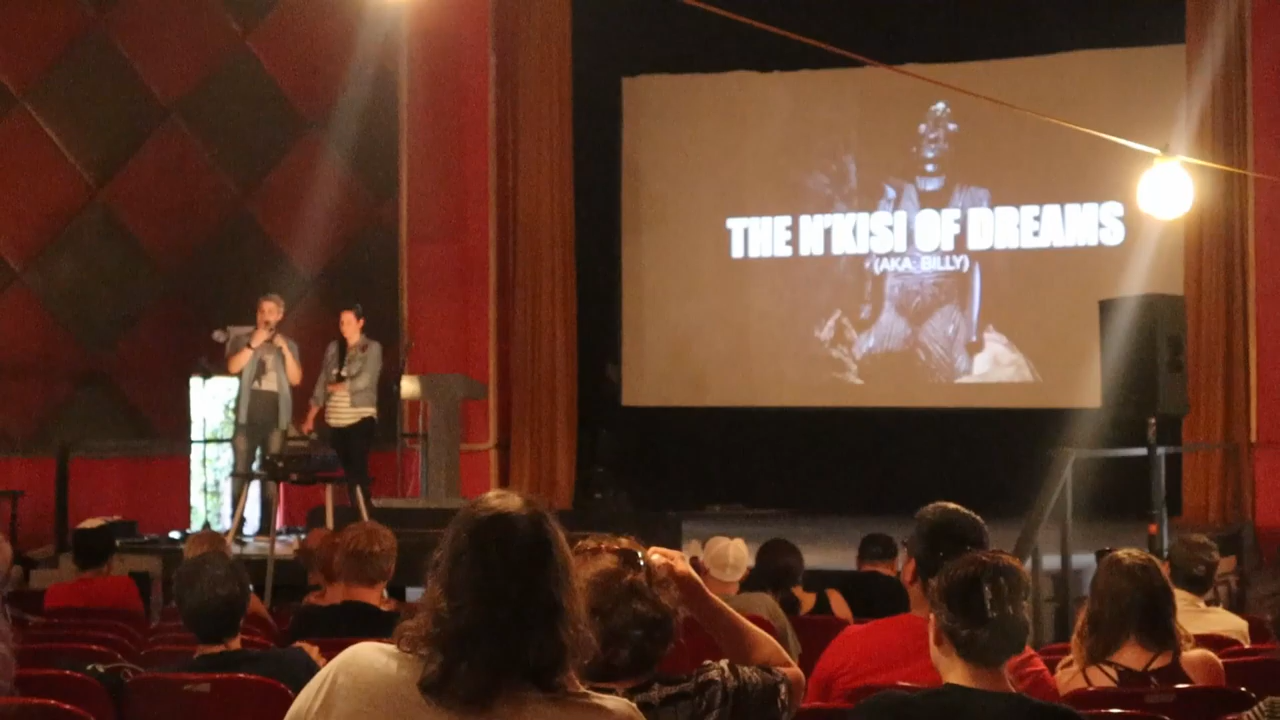 THE N'KISI OF DREAMS
(AKA: BILLY)